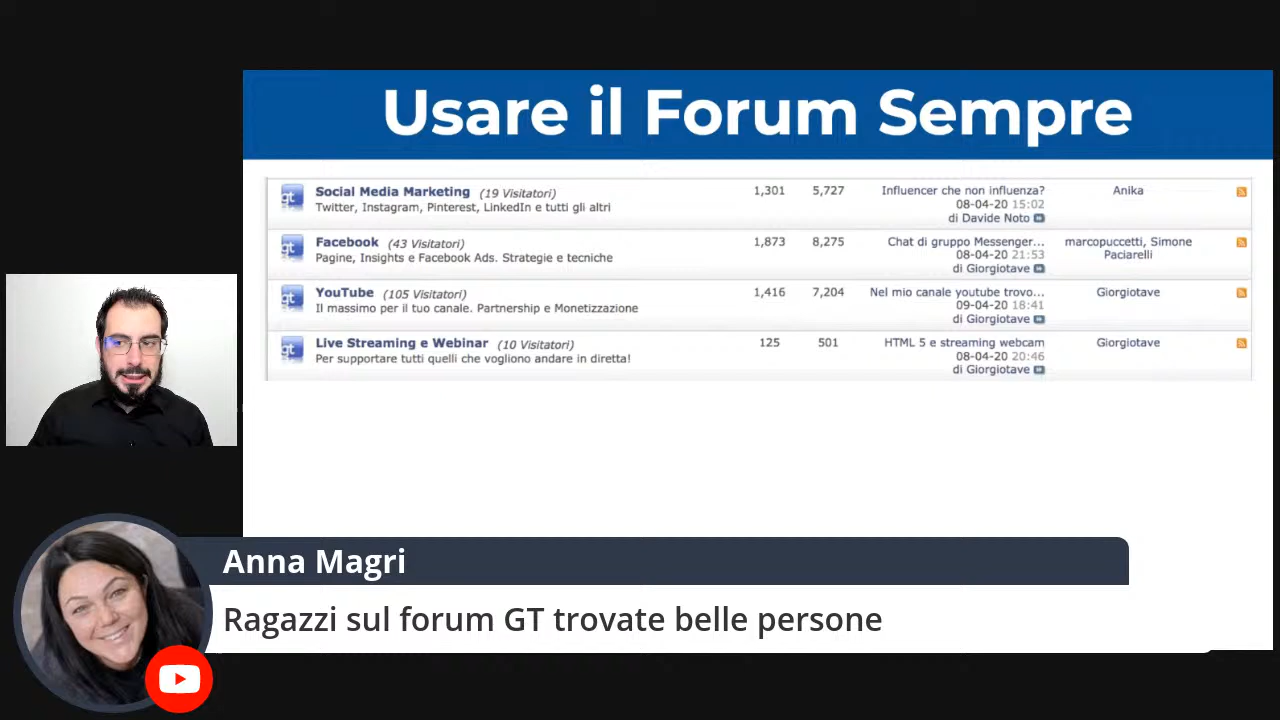 Usare il Forum Sempre
gt Social Media Marketing (19 Visitatori) 1,301 5,727 Influencer che non influenza? Anika
Twitter, Instagram, Pinterest, LinkedIn e tutti gli altri 08-04-20 15:02
di Davide Noto
gt Facebook (43 Visitatori) 1,873 8,275 Chat di gruppo Messenger... marcopuccetti, Simone
Pagine, Insights e Facebook Ads. Strategie e tecniche 08-04-20 21:53 Paciarelli
di Giorgiotave
gt YouTube (105 Visitatori) 1,416 7,204 Nel mio canale youtube trovo... Giorgiotave
Il massimo per il tuo canale. Partnership e Monetizzazione 09-04-20 18:41
di Giorgiotave
gt Live Streaming e Webinar (10 Visitatori) 125 501 HTML 5 e streaming webcam Giorgiotave
Per supportare tutti quelli che vogliono andare in diretta! 08-04-20 20:46
di Giorgiotave
Anna Magri
Ragazzi sul forum GT trovate belle persone